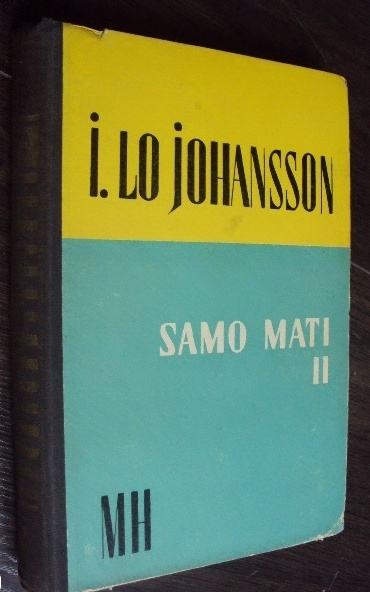 i. LO JOHANSSON
SAMO MATI
II
MH